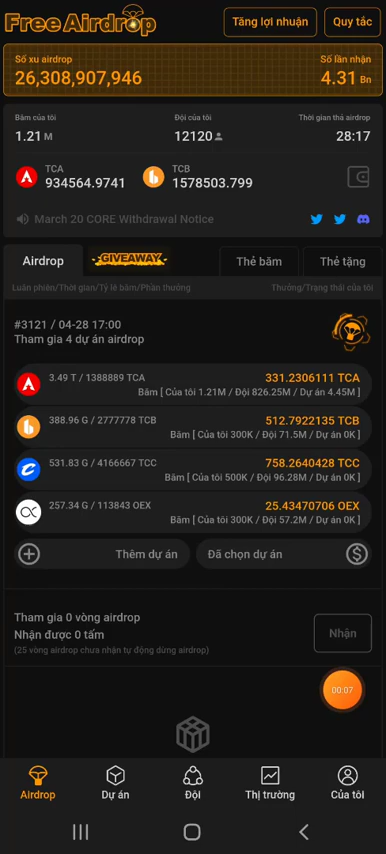 Free Airdrop
Tăng lợi nhuận
Quy tắc
Số xu airdrop
Số lần nhận
26,308,907,946
4.31 Bn
Băm của tôi
Đội của tôi
Thời gian thả airdrop
1.21 M
12120
28:17
TCA
934564.9741
TCB
1578503.799
March 20 CORE Withdrawal Notice
Airdrop
GIVEAWAY
Thẻ băm
Thẻ tặng
Luân phiên/Thời gian/Tỷ lệ băm/Phần thưởng
Thưởng/Trạng thái của tôi
#3121 / 04-28 17:00
Tham gia 4 dự án airdrop
3.49 T / 1388889 TCA
331.2306111 TCA
Băm [ Của tôi 1.21M / Đội 826.25M / Dự án 4.45M ]
388.96 G / 2777778 TCB
512.7922135 TCB
Băm [ Của tôi 300K / Đội 71.5M / Dự án 0K ]
531.83 G / 4166667 TCC
758.2640428 TCC
Băm [ Của tôi 500K / Đội 96.28M / Dự án 0K ]
257.34 G / 113843 OEX
25.43470706 OEX
Băm [ Của tôi 300K / Đội 57.2M / Dự án 0K ]
Thêm dự án
Đã chọn dự án
Tham gia 0 vòng airdrop
Nhận được 0 tấm
(25 vòng airdrop chưa nhận tự động dừng airdrop)
Nhận
00:07
Airdrop
Dự án
Đội
Thị trường
Của tôi